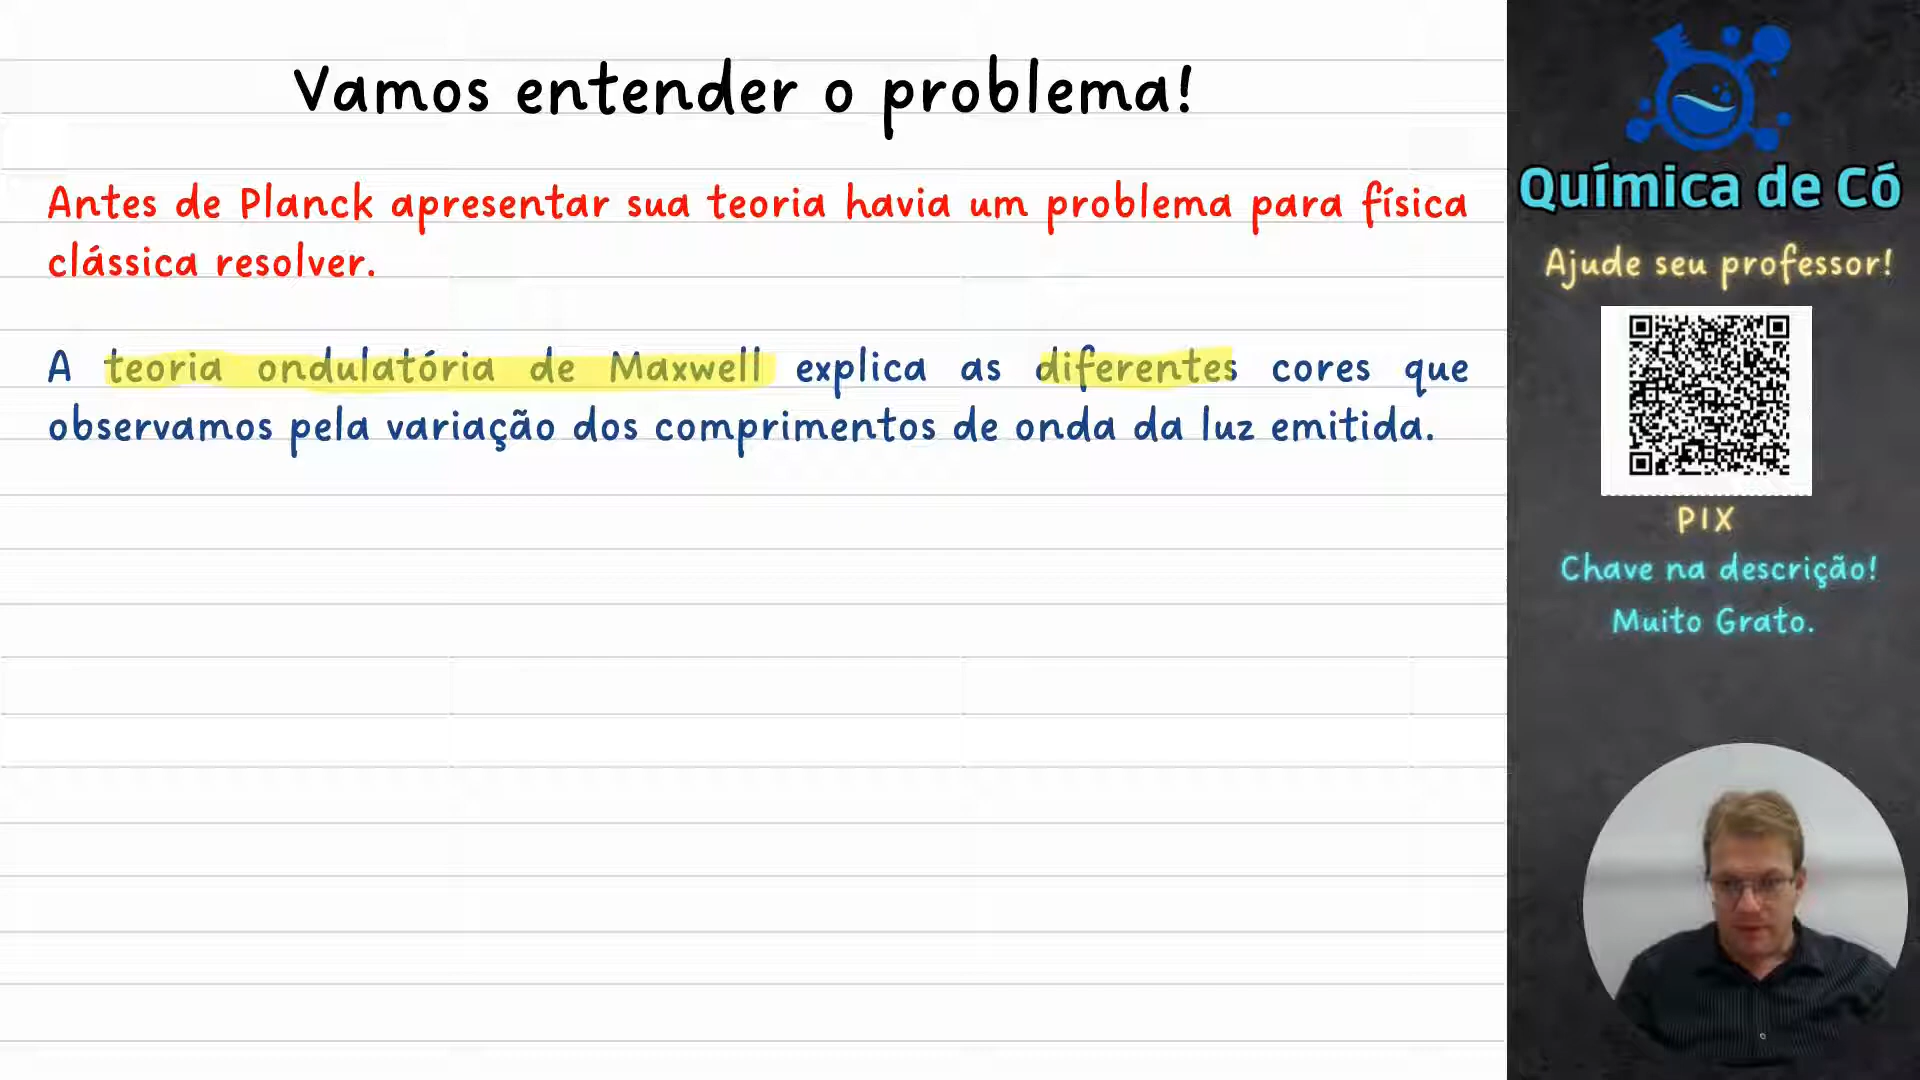 Vamos entender o problema!
Antes de Planck apresentar sua teoria havia um problema para física
clássica resolver.
A teoria ondulatória de Maxwell explica as diferentes cores que
observamos pela variação dos comprimentos de onda da luz emitida.
Química de Có
Ajude seu professor!
PIX
Chave na descrição!
Muito Grato.